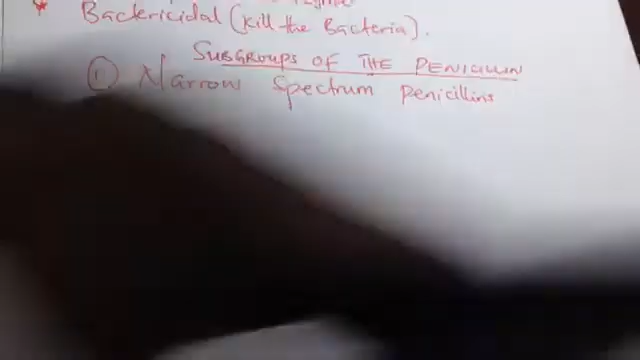 * Bactericidal (kill the Bacteria).
SUBGROUPS OF THE PENICILLIN
① Narrow Spectrum Penicillins